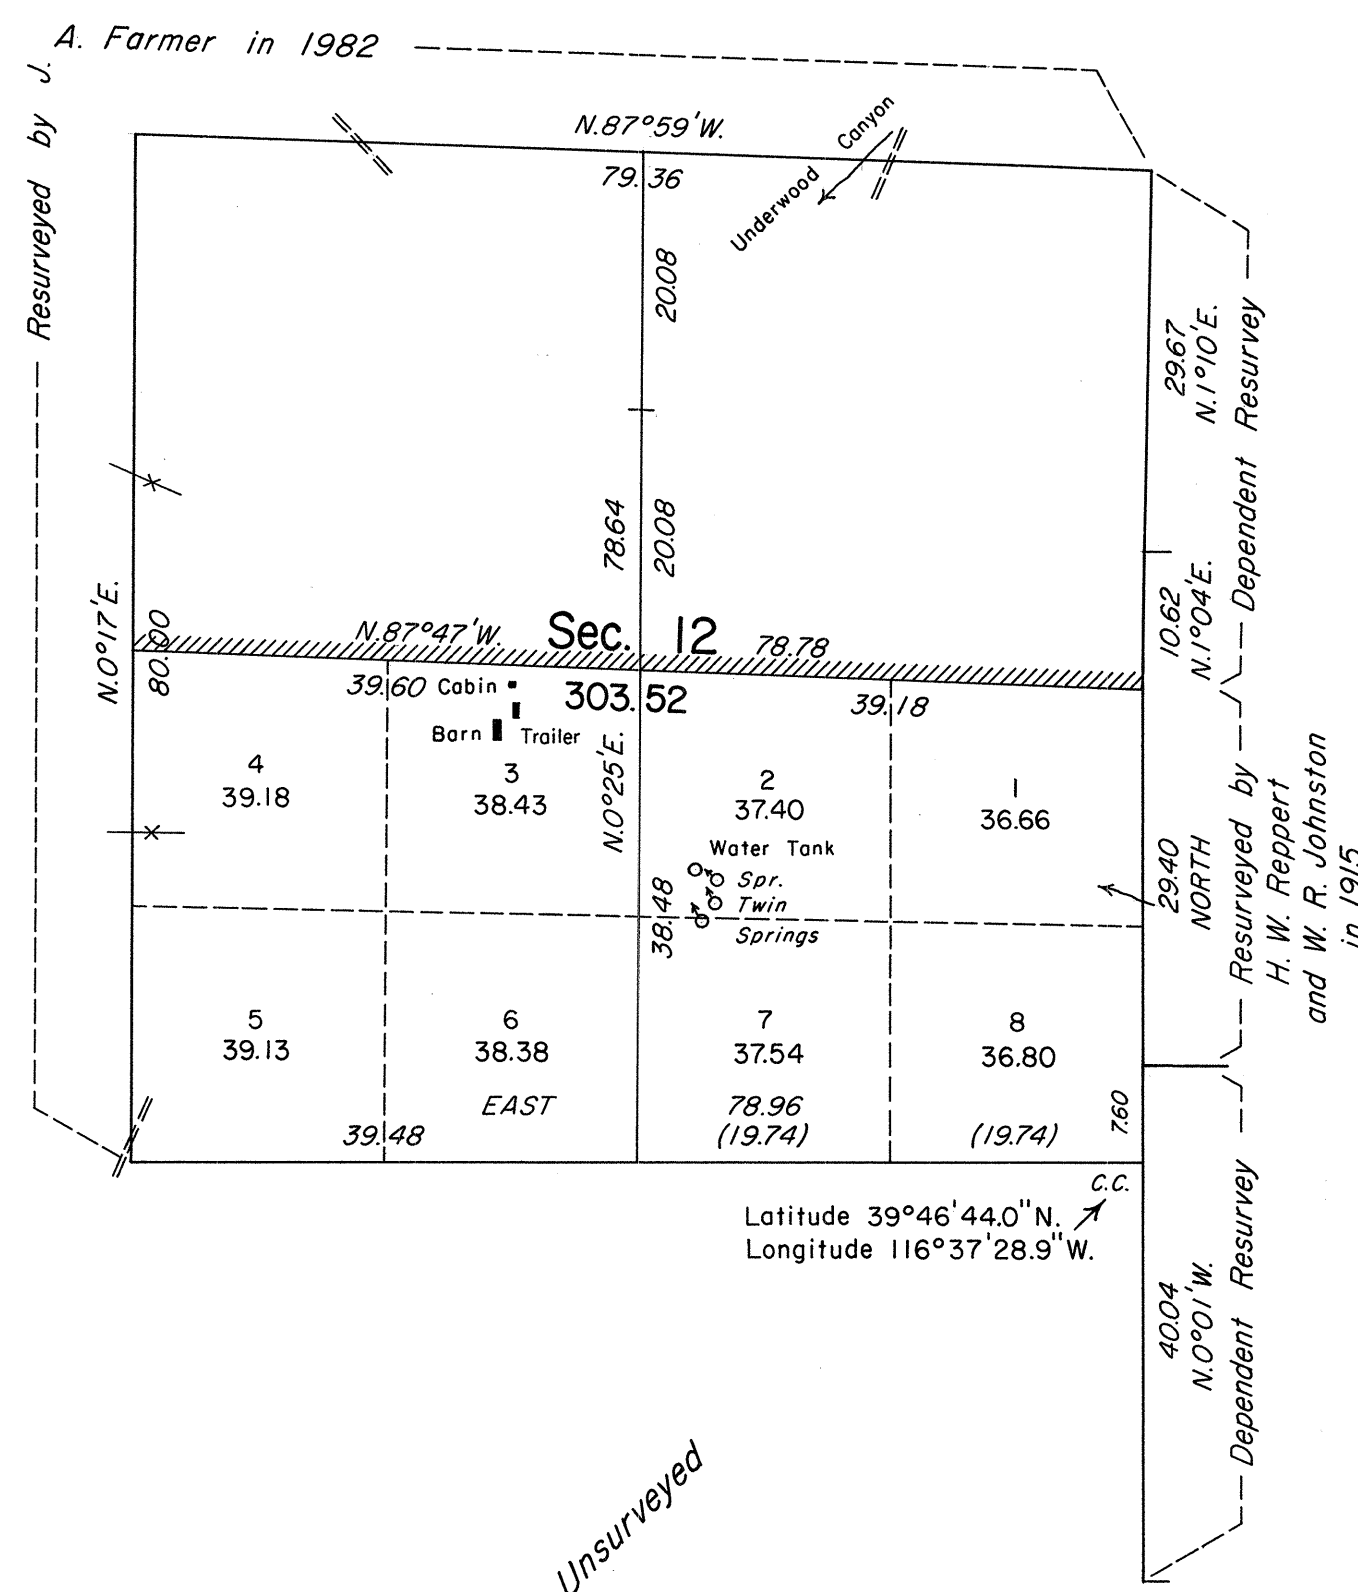 A. Farmer in 1982
Resurveyed by J.
N.87°59'W.
79.36
Underwood Canyon
20.08
78.64
20.08
29.67
N.1°10'E.
Dependent Resurvey
10.62
N.1°04'E.
N.0°17'E.
80.00
N.87°47'W.
Sec. 12
78.78
39.60
Cabin
303.52
39.18
Barn
Trailer
N.0°25'E.
4
39.18
3
38.43
2
37.40
1
36.66
Water Tank
Spr.
Twin
Springs
38.48
29.40
NORTH
Resurveyed by
H. W. Reppert
and W. R. Johnston
in 1915
5
39.13
6
38.38
7
37.54
8
36.80
EAST
78.96
39.48
(19.74)
(19.74)
7.60
C.C.
Latitude 39°46'44.0"N.
Longitude 116°37'28.9"W.
40.04
N.0°01'W.
Dependent Resurvey
Unsurveyed